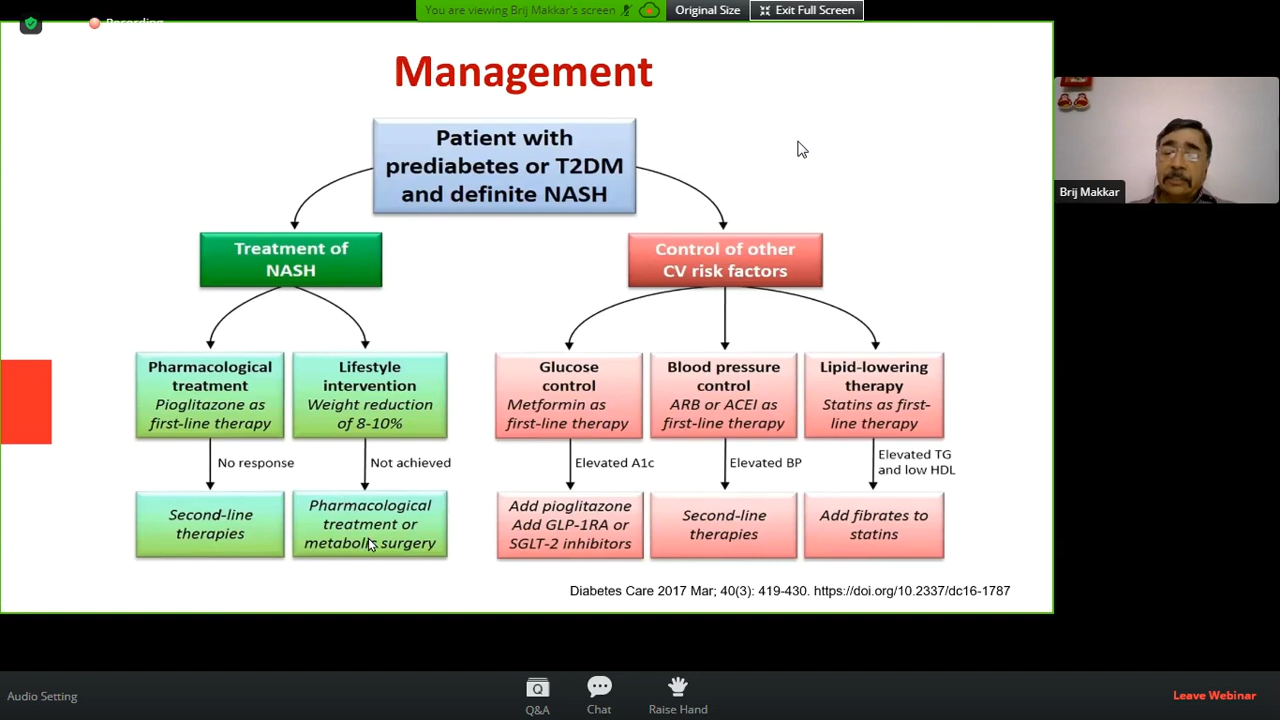 You are viewing Brij Makkar's screen
Original Size
Exit Full Screen
Recording
Management
Patient with
prediabetes or T2DM
and definite NASH
Treatment of
NASH
Control of other
CV risk factors
Pharmacological
treatment
Pioglitazone as
first-line therapy
Lifestyle
intervention
Weight reduction
of 8-10%
Glucose
control
Metformin as
first-line therapy
Blood pressure
control
ARB or ACEI as
first-line therapy
Lipid-lowering
therapy
Statins as first-
line therapy
No response
Not achieved
Elevated A1c
Elevated BP
Elevated TG
and low HDL
Second-line
therapies
Pharmacological
treatment or
metabolic surgery
Add pioglitazone
Add GLP-1RA or
SGLT-2 inhibitors
Second-line
therapies
Add fibrates to
statins
Diabetes Care 2017 Mar; 40(3): 419-430. https://doi.org/10.2337/dc16-1787
Brij Makkar
Audio Setting
Q&A
Chat
Raise Hand
Leave Webinar